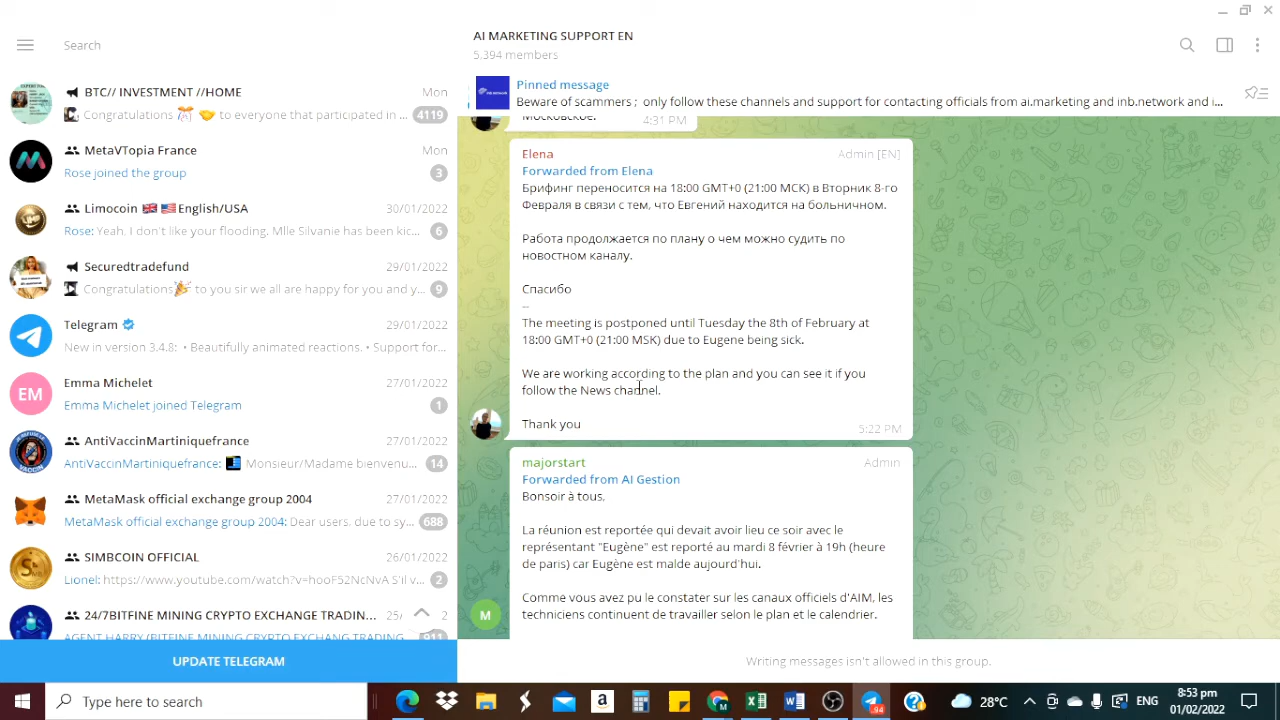 Search
BTC// INVESTMENT //HOME
Mon
Congratulations 🎊 🤝 to everyone that participated in ...
4119
MetaVTopia France
Mon
Rose joined the group
3
Limocoin 🇬🇧 🇺🇸English/USA
30/01/2022
Rose: Yeah. I don't like your flooding. Mlle Silvanie has been kic...
6
Securedtradefund
29/01/2022
Congratulations🎉 to you sir we all are happy for you and y...
9
Telegram
29/01/2022
New in version 3.4.8: • Beautifully animated reactions. • Support for...
Emma Michelet
27/01/2022
EM
Emma Michelet joined Telegram
1
AntiVaccinMartiniquefrance
27/01/2022
AntiVaccinMartiniquefrance: Monsieur/Madame bienvenu...
14
MetaMask official exchange group 2004
27/01/2022
MetaMask official exchange group 2004: Dear users, due to sy...
688
SIMBCOIN OFFICIAL
26/01/2022
Lionel: https://www.youtube.com/watch?v=hooF52NcNvA S'il v...
2
24/7BITFINE MINING CRYPTO EXCHANGE TRADIN...
25/
2
AGENT HARRY (BITFINE MINING CRYPTO EXCHANG TRADING
911
UPDATE TELEGRAM
AI MARKETING SUPPORT EN
5,394 members
Pinned message
Beware of scammers ; only follow these channels and support for contacting officials from ai.marketing and inb.network and i...
Московское.
4:31 PM
Elena
Admin [EN]
Forwarded from Elena
Брифинг переносится на 18:00 GMT+0 (21:00 МСК) в Вторник 8-го
Февраля в связи с тем, что Евгений находится на больничном.
Работа продолжается по плану о чем можно судить по
новостном каналу.
Спасибо
--
The meeting is postponed until Tuesday the 8th of February at
18:00 GMT+0 (21:00 MSK) due to Eugene being sick.
We are working according to the plan and you can see it if you
follow the News channel.
Thank you
5:22 PM
majorstart
Admin
Forwarded from AI Gestion
Bonsoir à tous,
La réunion est reportée qui devait avoir lieu ce soir avec le
représentant "Eugène" est reporté au mardi 8 février à 19h (heure
de paris) car Eugène est malde aujourd'hui.
Comme vous avez pu le constater sur les canaux officiels d'AIM, les
techniciens continuent de travailler selon le plan et le calendrier.
M
Writing messages isn't allowed in this group.
Type here to search
94
28°C
ENG
8:53 pm
01/02/2022